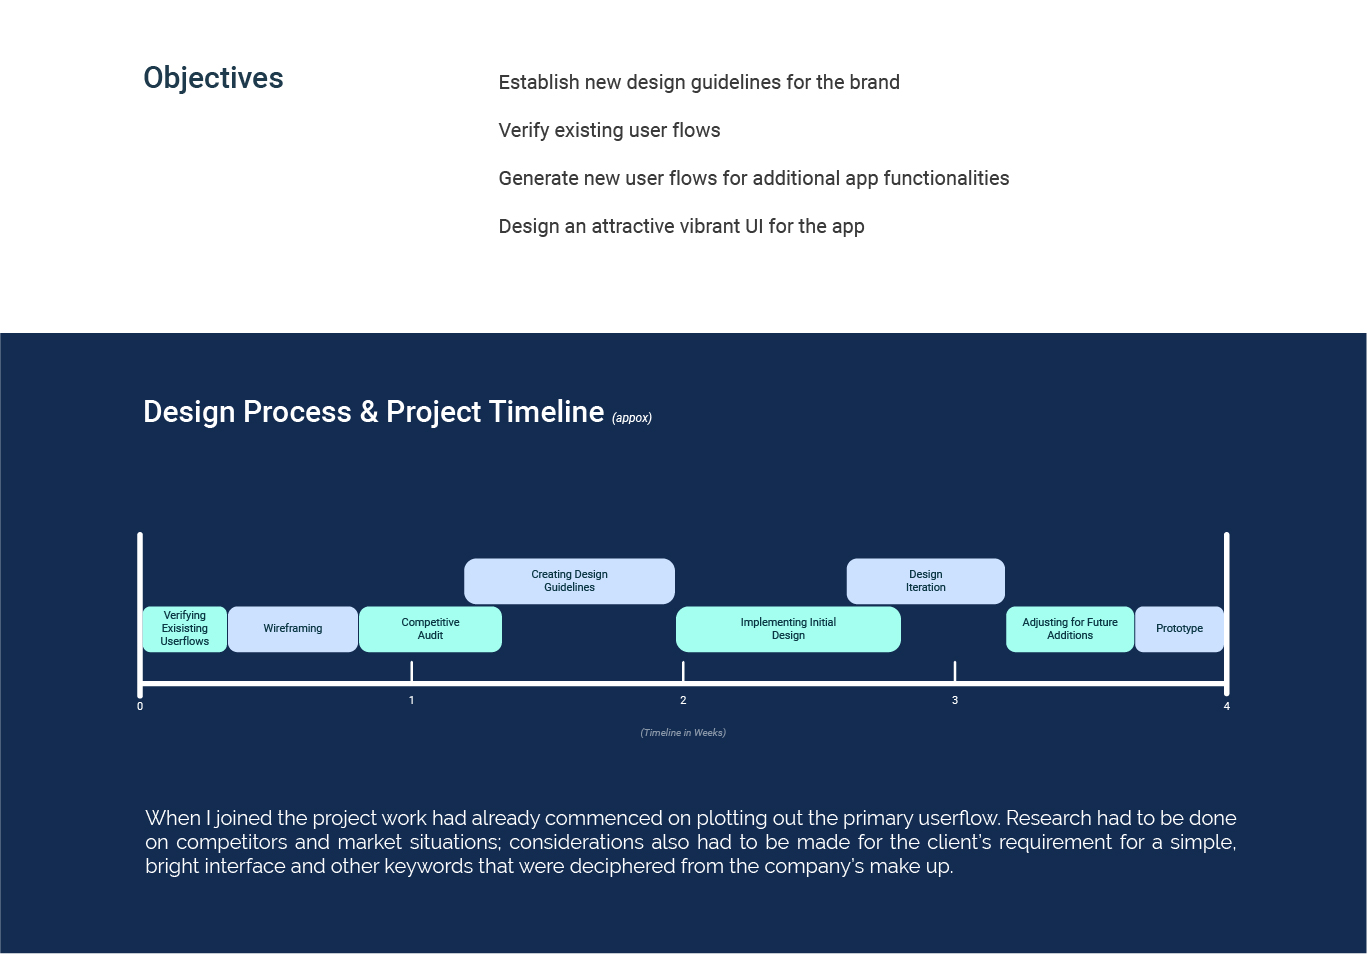 Objectives
Establish new design guidelines for the brand
Verify existing user flows
Generate new user flows for additional app functionalities
Design an attractive vibrant UI for the app
Design Process & Project Timeline (appox)
Creating Design
Guidelines
Design
Iteration
Verifying
Exisisting
Userflows
Wireframing
Competitive
Audit
Implementing Initial
Design
Adjusting for Future
Additions
Prototype
0
1
2
3
4
(Timeline in Weeks)
When I joined the project work had already commenced on plotting out the primary userflow. Research had to be done
on competitors and market situations; considerations also had to be made for the client's requirement for a simple,
bright interface and other keywords that were deciphered from the company's make up.